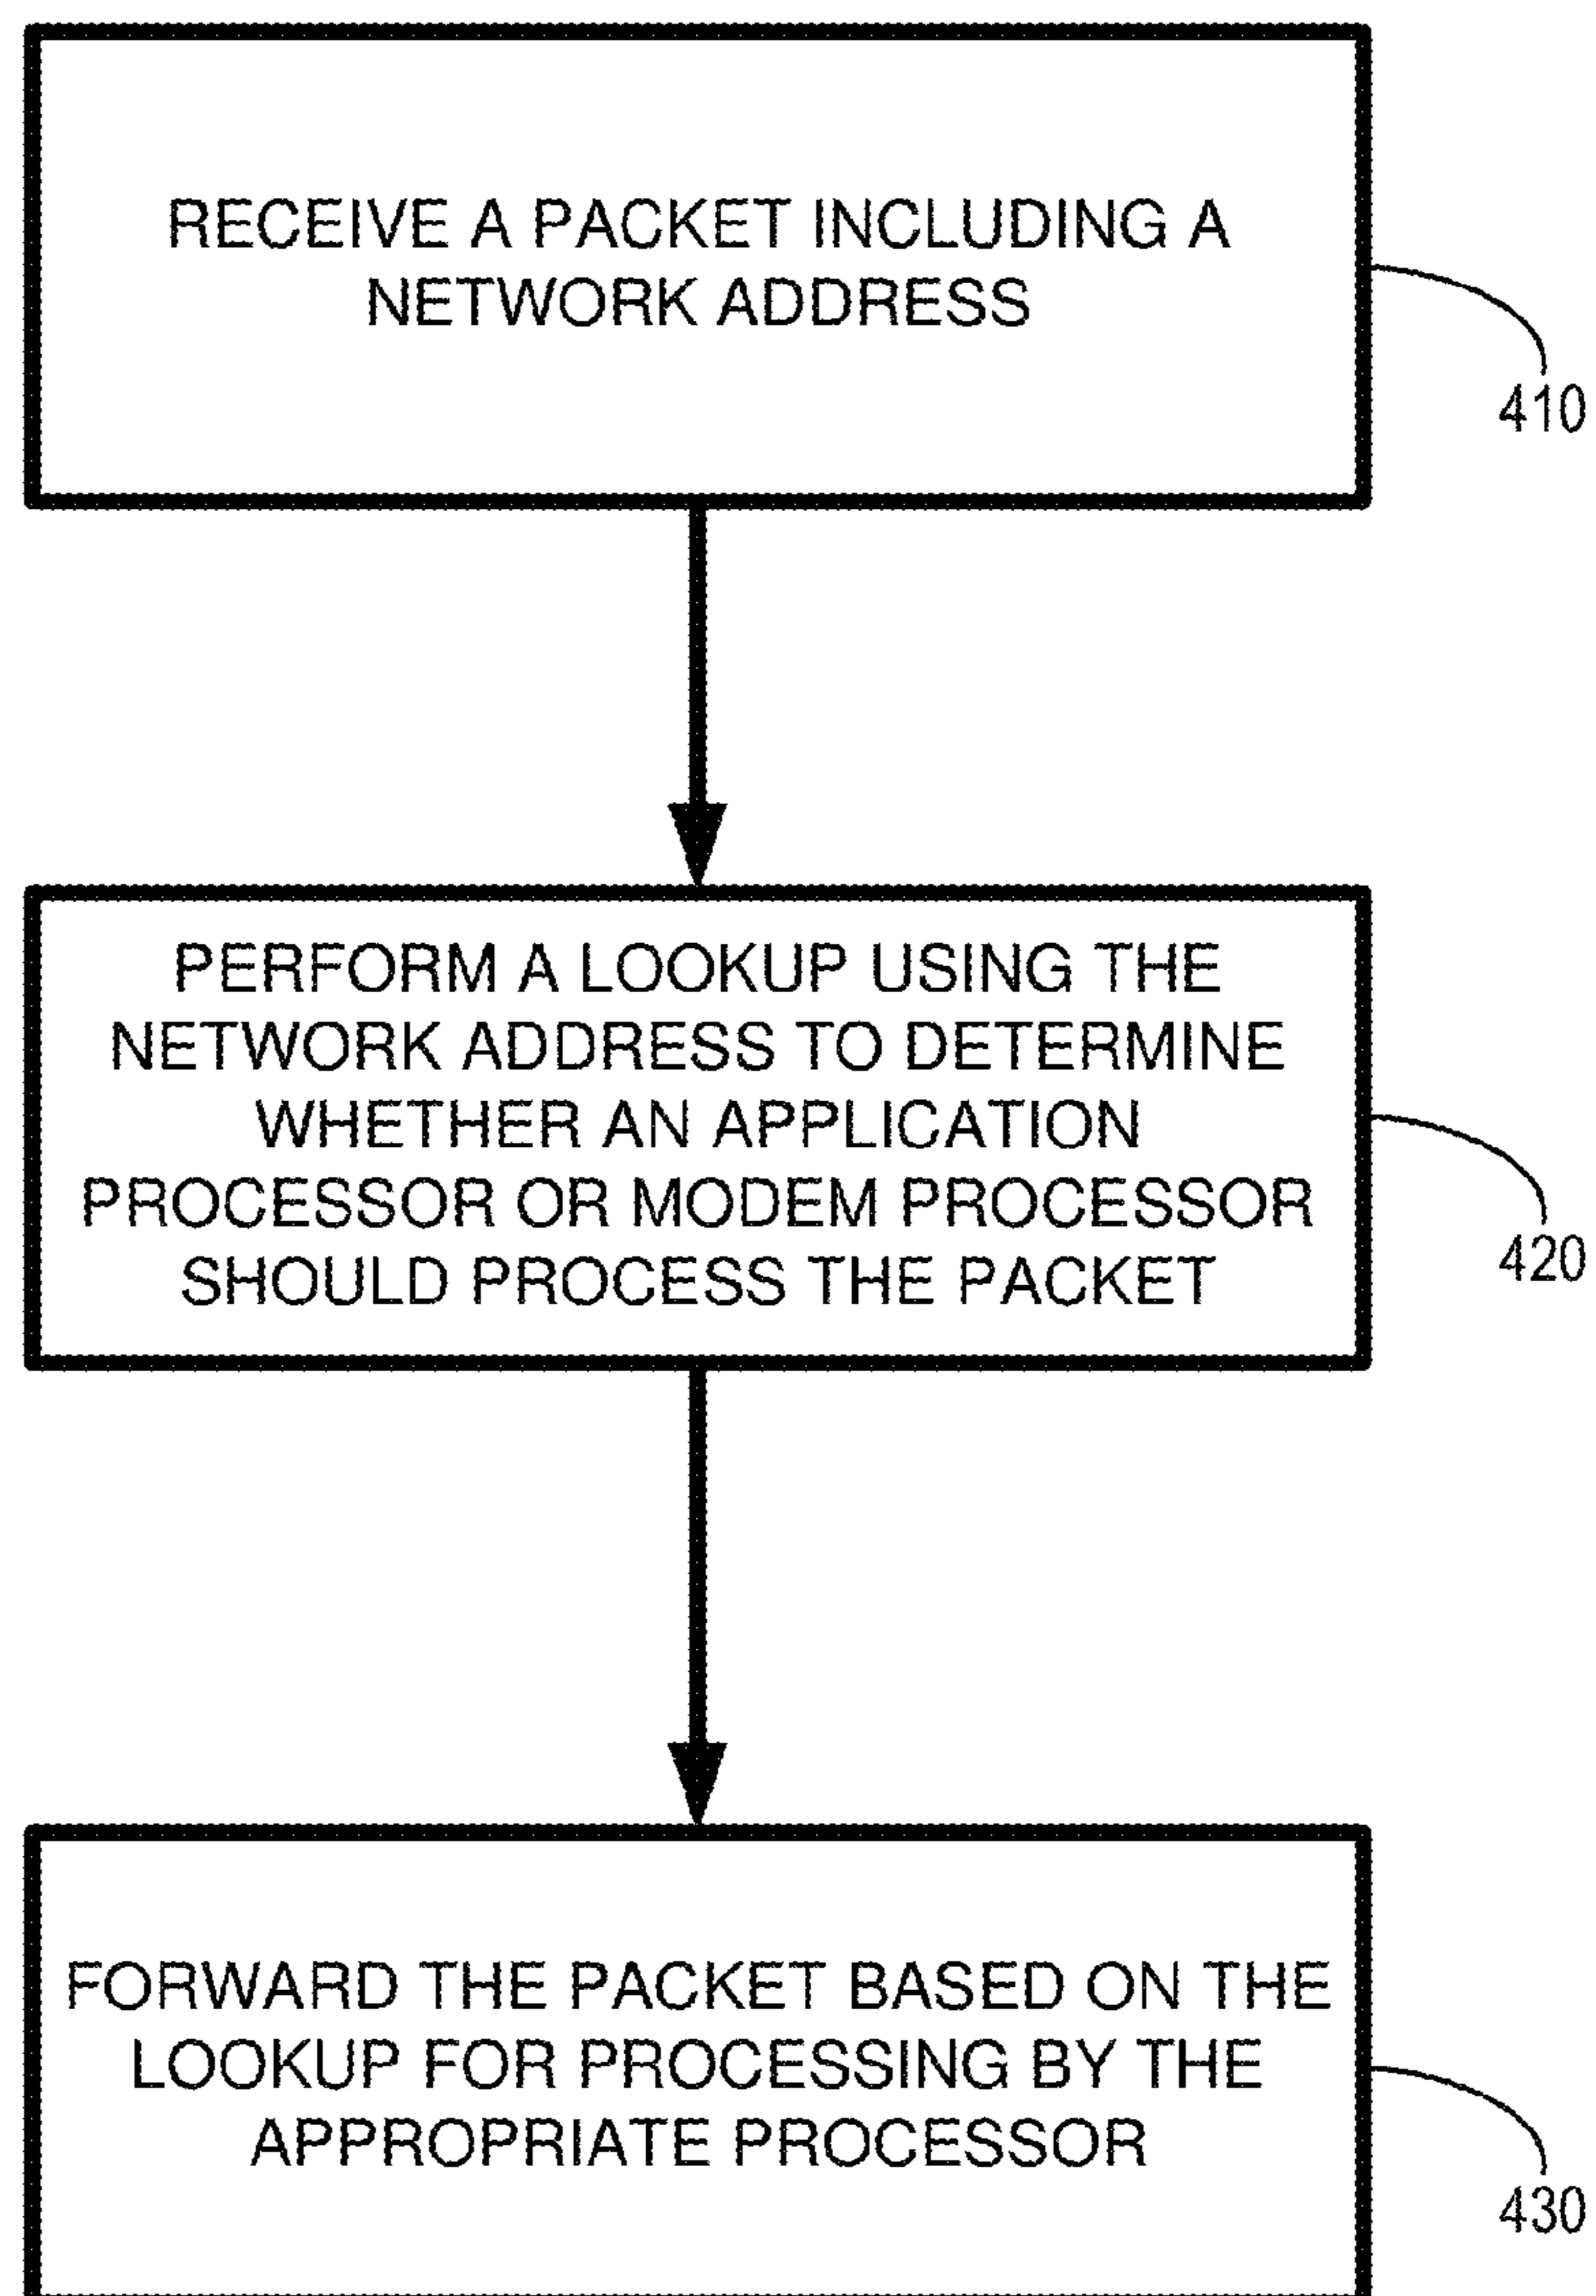 RECEIVE A PACKET INCLUDING A
NETWORK ADDRESS
410
PERFORM A LOOKUP USING THE
NETWORK ADDRESS TO DETERMINE
WHETHER AN APPLICATION
PROCESSOR OR MODEM PROCESSOR
SHOULD PROCESS THE PACKET
420
FORWARD THE PACKET BASED ON THE
LOOKUP FOR PROCESSING BY THE
APPROPRIATE PROCESSOR
430